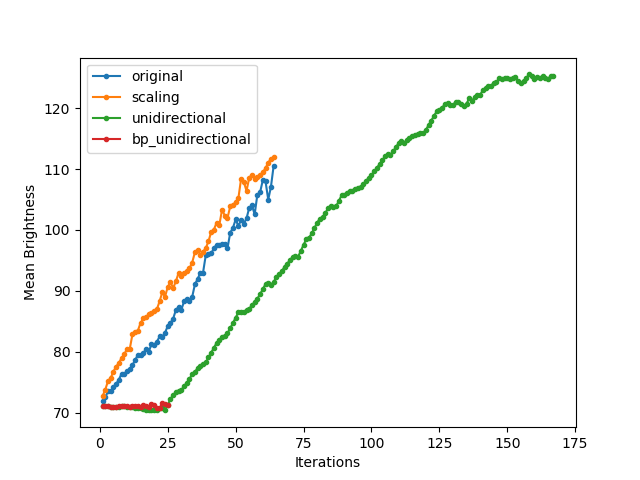 original
scaling
unidirectional
bp_unidirectional
Mean Brightness
120
110
100
90
80
70
0 25 50 75 100 125 150 175
Iterations